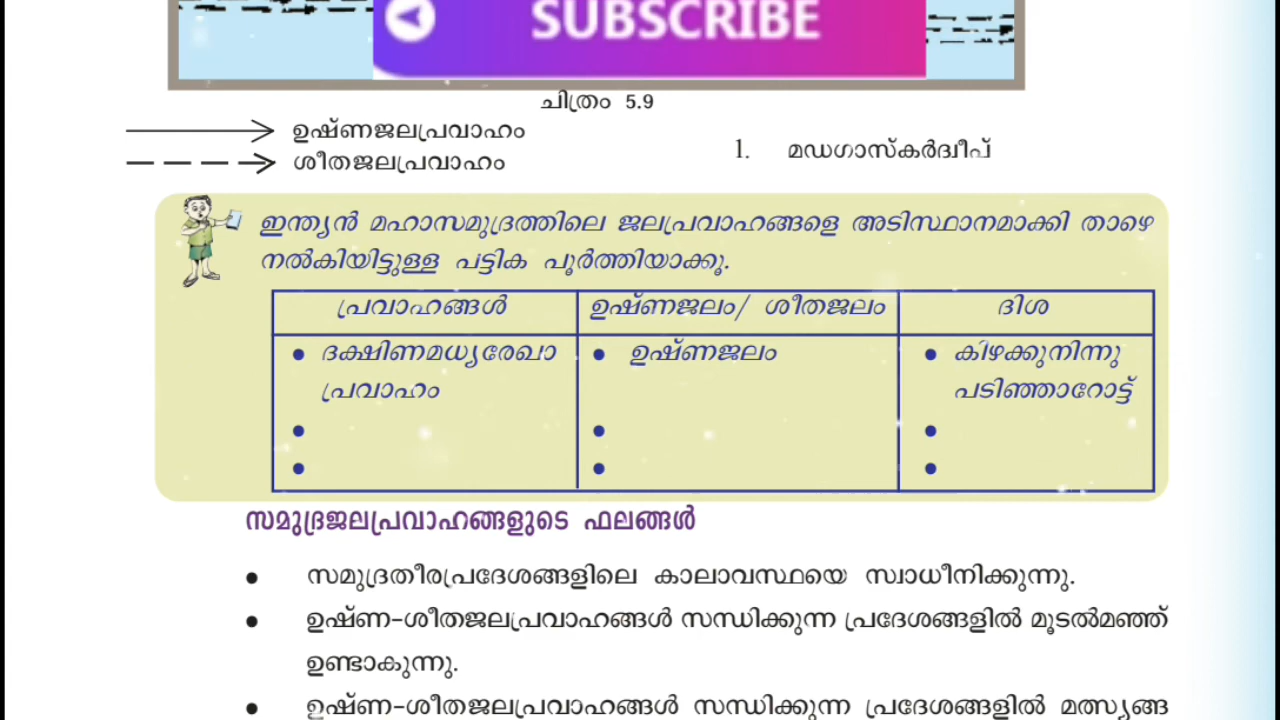 SUBSCRIBE
ചിത്രം 5.9
ഉഷ്ണജലപ്രവാഹം
ശീതജലപ്രവാഹം
1. മഡഗാസ്കർദ്വീപ്
ഇന്ത്യൻ മഹാസമുദ്രത്തിലെ ജലപ്രവാഹങ്ങളെ അടിസ്ഥാനമാക്കി താഴെ
നൽകിയിട്ടുള്ള പട്ടിക പൂർത്തിയാക്കൂ.
പ്രവാഹങ്ങൾ ഉഷ്ണജലം/ ശീതജലം ദിശ
• ദക്ഷിണമധ്യരേഖാ • ഉഷ്ണജലം • കിഴക്കുനിന്നു
പ്രവാഹം പടിഞ്ഞാറോട്ട്
• • •
• • •
സമുദ്രജലപ്രവാഹങ്ങളുടെ ഫലങ്ങൾ
• സമുദ്രതീരപ്രദേശങ്ങളിലെ കാലാവസ്ഥയെ സ്വാധീനിക്കുന്നു.
• ഉഷ്ണ-ശീതജലപ്രവാഹങ്ങൾ സന്ധിക്കുന്ന പ്രദേശങ്ങളിൽ മൂടൽമഞ്ഞ്
ഉണ്ടാകുന്നു.
• ഉഷ്ണ-ശീതജലപ്രവാഹങ്ങൾ സന്ധിക്കുന്ന പ്രദേശങ്ങളിൽ മത്സ്യങ്ങ